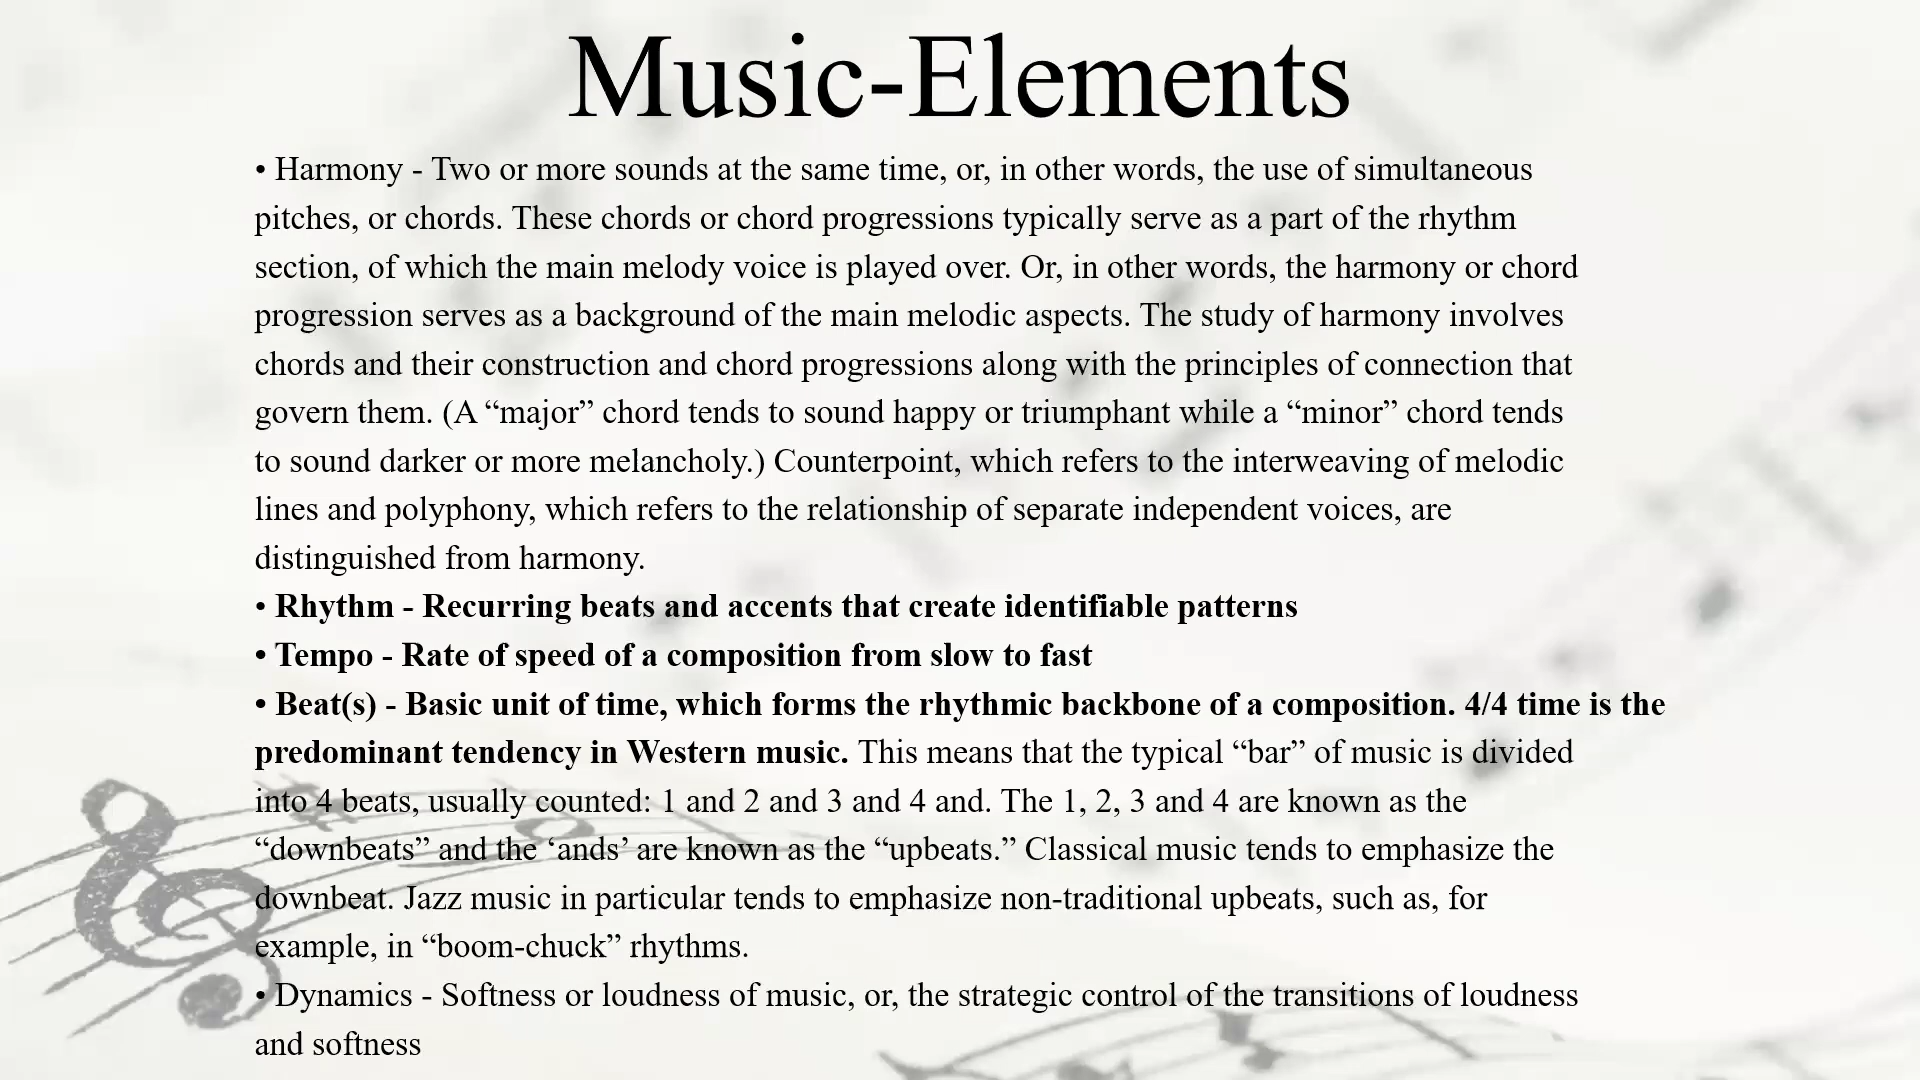 Music-Elements
• Harmony - Two or more sounds at the same time, or, in other words, the use of simultaneous
pitches, or chords. These chords or chord progressions typically serve as a part of the rhythm
section, of which the main melody voice is played over. Or, in other words, the harmony or chord
progression serves as a background of the main melodic aspects. The study of harmony involves
chords and their construction and chord progressions along with the principles of connection that
govern them. (A “major” chord tends to sound happy or triumphant while a “minor” chord tends
to sound darker or more melancholy.) Counterpoint, which refers to the interweaving of melodic
lines and polyphony, which refers to the relationship of separate independent voices, are
distinguished from harmony.
• Rhythm - Recurring beats and accents that create identifiable patterns
• Tempo - Rate of speed of a composition from slow to fast
• Beat(s) - Basic unit of time, which forms the rhythmic backbone of a composition. 4/4 time is the
predominant tendency in Western music. This means that the typical “bar” of music is divided
into 4 beats, usually counted: 1 and 2 and 3 and 4 and. The 1, 2, 3 and 4 are known as the
“downbeats” and the ‘ands’ are known as the “upbeats.” Classical music tends to emphasize the
downbeat. Jazz music in particular tends to emphasize non-traditional upbeats, such as, for
example, in “boom-chuck” rhythms.
• Dynamics - Softness or loudness of music, or, the strategic control of the transitions of loudness
and softness